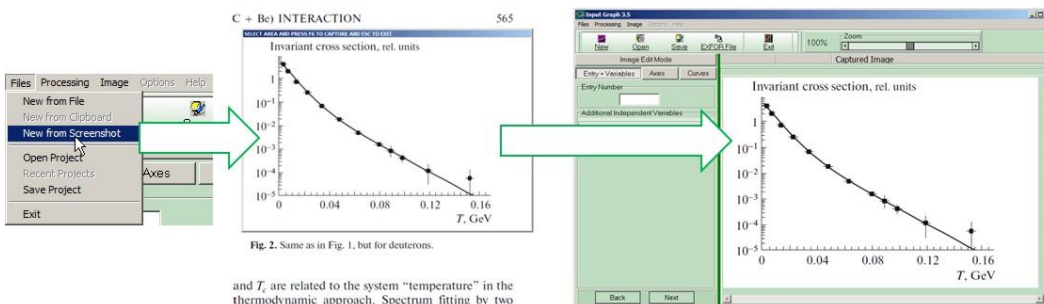 Files Processing Image Options Help
New from File
New from Clipboard
New from Screenshot
Open Project
Recent Projects
Save Project
Exit
Axes
C + Be) INTERACTION 565
SELECT AREA AND PRESS F6 TO CAPTURE AND ESC TO EXIT
Invariant cross section, rel. units
1
10⁻¹
10⁻²
10⁻³
10⁻⁴
10⁻⁵
0 0.04 0.08 0.12 0.16
T, GeV
Fig. 2. Same as in Fig. 1, but for deuterons.
and Tc are related to the system “temperature” in the
thermodynamic approach. Spectrum fitting by two
Input Graph 3.5
Files Processing Image Options Help
New Open Save EXFOR File Exit 100% Zoom
Image Edit Mode Captured Image
Entry + Variables Axes Curves
Entry Number
Additional Independent Variables
Invariant cross section, rel. units
1
10⁻¹
10⁻²
10⁻³
10⁻⁴
10⁻⁵
0 0.04 0.08 0.12 0.16
T, GeV
Back Next